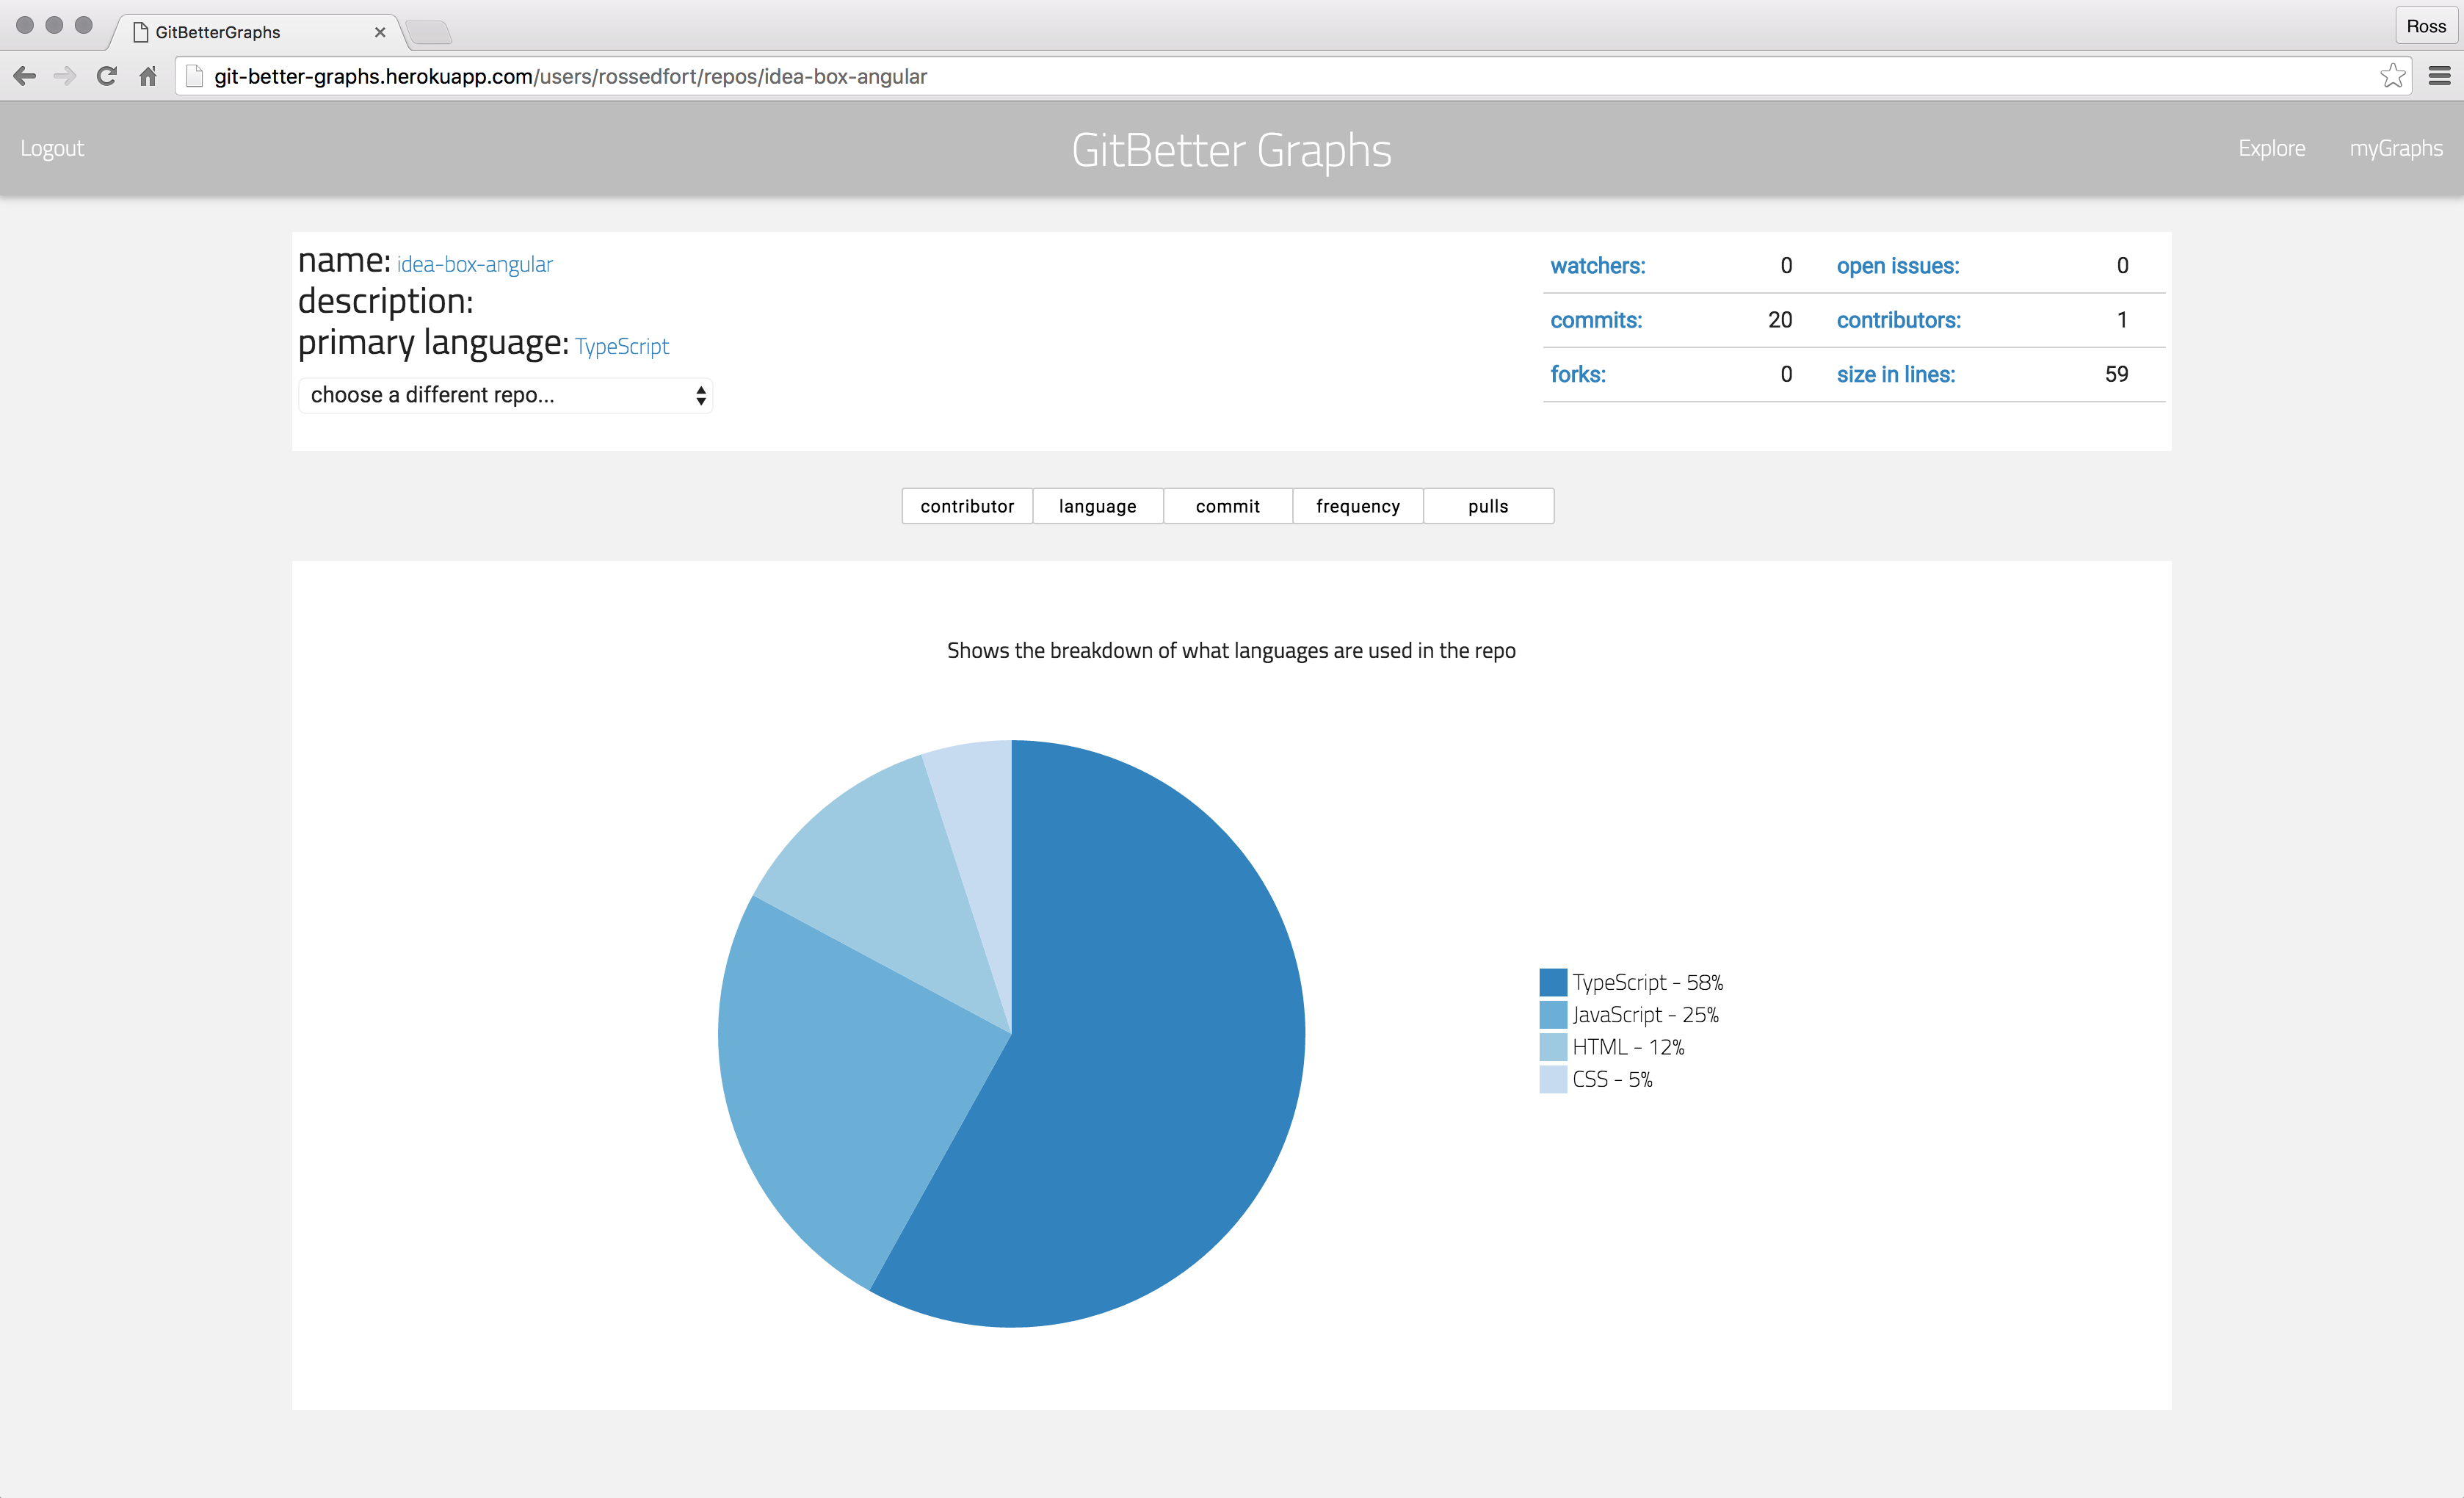 GitBetterGraphs
Ross
git-better-graphs.herokuapp.com/users/rossedfort/repos/idea-box-angular
Logout
GitBetter Graphs
Explore
myGraphs
name: idea-box-angular
description:
primary language: TypeScript
choose a different repo...
watchers: 0 open issues: 0
commits: 20 contributors: 1
forks: 0 size in lines: 59
contributor language commit frequency pulls
Shows the breakdown of what languages are used in the repo
TypeScript - 58%
JavaScript - 25%
HTML - 12%
CSS - 5%